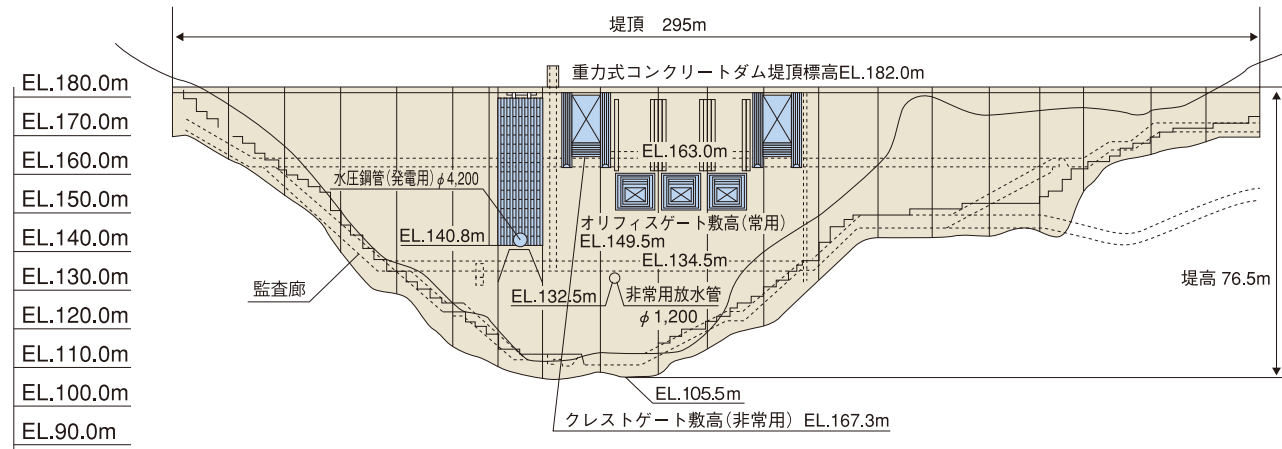 堤頂 295m
重力式コンクリートダム堤頂標高EL.182.0m
EL.180.0m
EL.170.0m
EL.160.0m
EL.150.0m
EL.140.0m
EL.130.0m
EL.120.0m
EL.110.0m
EL.100.0m
EL.90.0m
EL.163.0m
水圧鋼管(発電用)φ4,200
オリフィスゲート敷高(常用)
EL.149.5m
EL.140.8m
EL.134.5m
監査廊
EL.132.5m
非常用放水管
φ1,200
堤高 76.5m
EL.105.5m
クレストゲート敷高(非常用) EL.167.3m